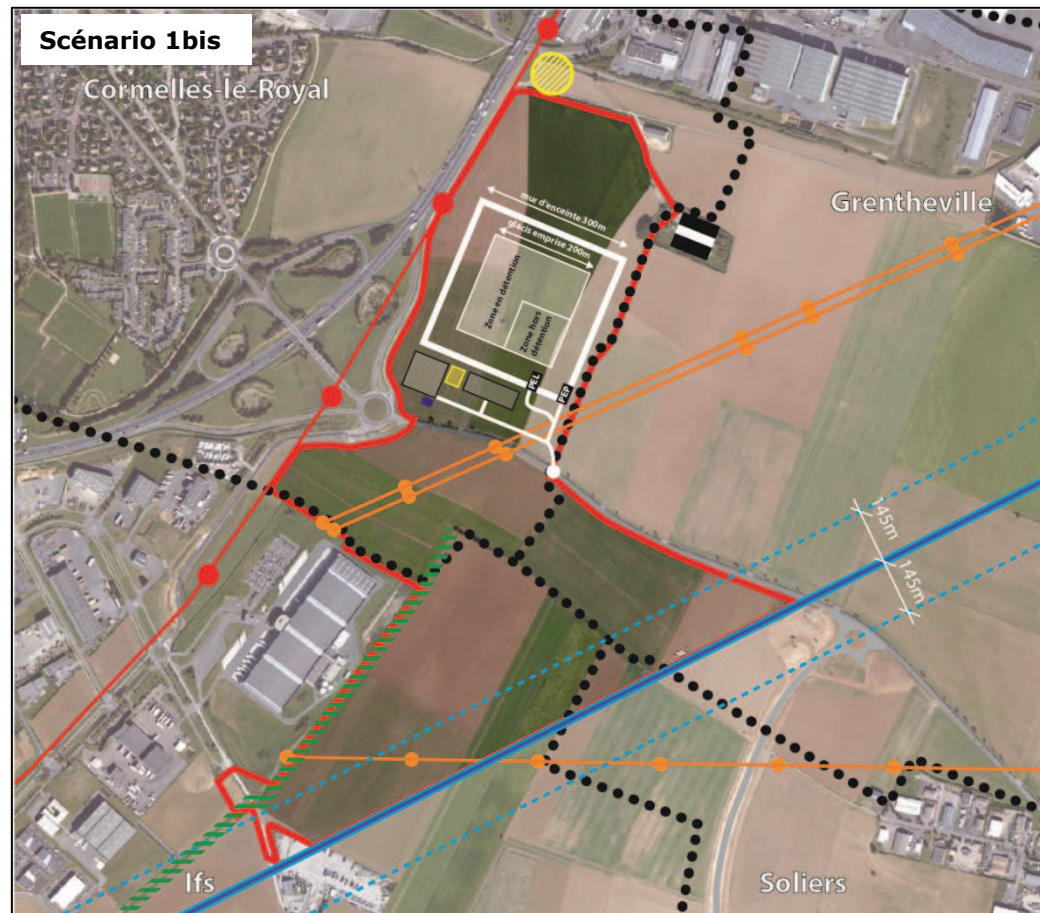 Scénario 1bis
Cormelles-le-Royal
Grentheville
mur d'enceinte 300m
glacis emprise 200m
Zone en détention
Zone hors
détention
PEL
PEP
145m
145m
Ifs
Soliers